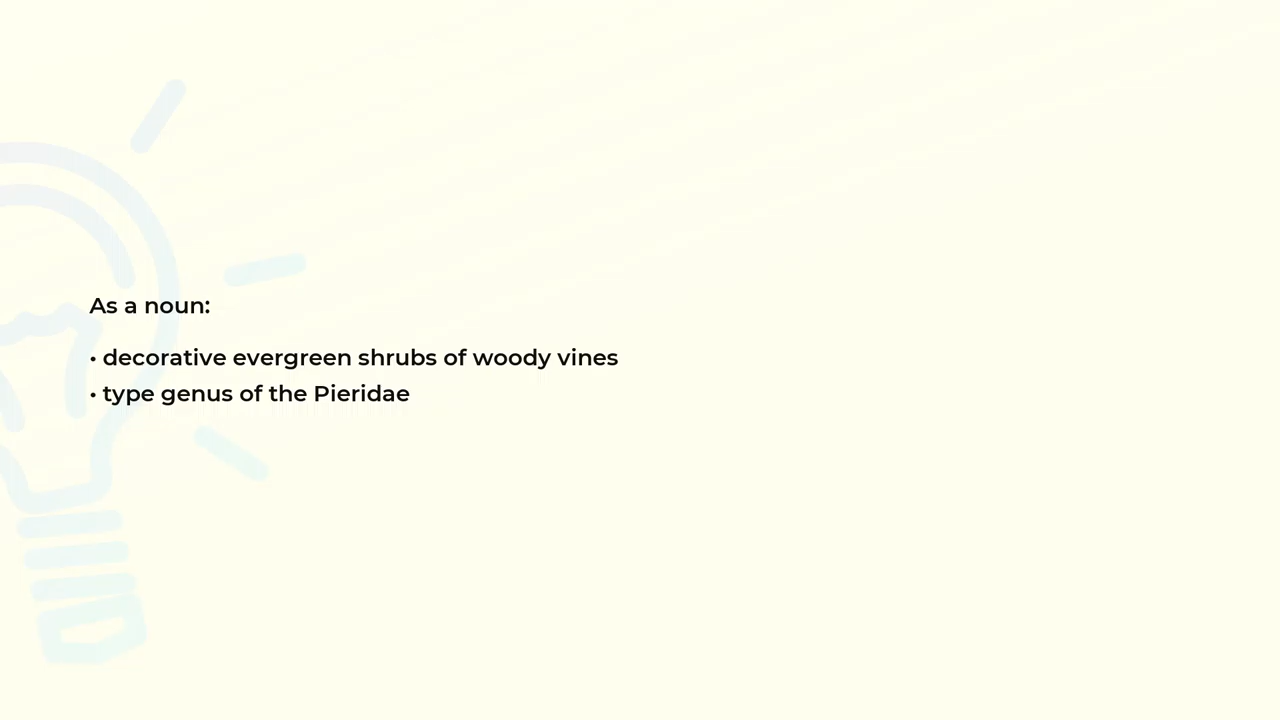 As a noun:
• decorative evergreen shrubs of woody vines
• type genus of the Pieridae